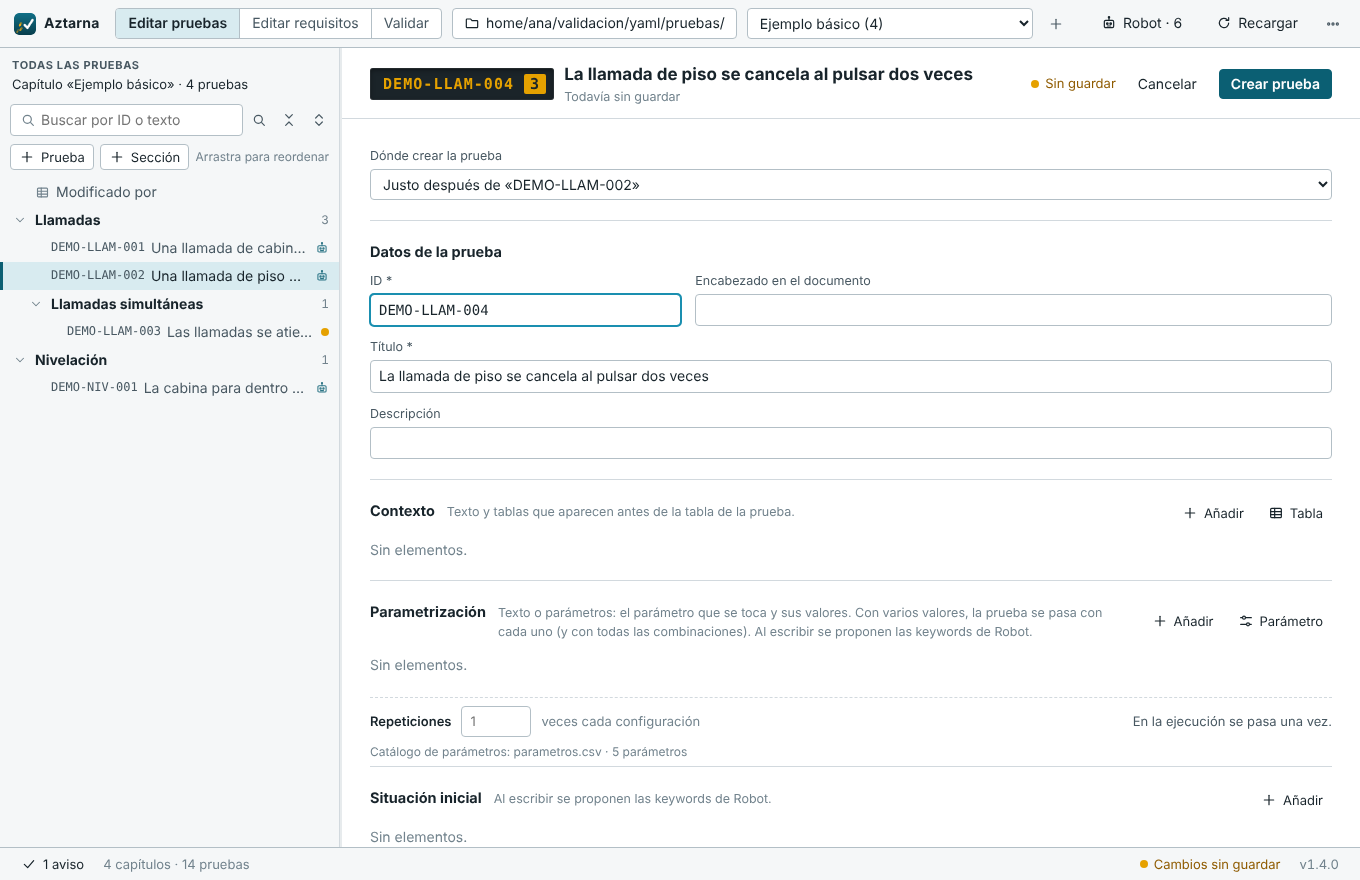 Aztarna
Editar pruebas
Editar requisitos
Validar
home/ana/validacion/yaml/pruebas/
Ejemplo básico (4)
Robot · 6
Recargar
TODAS LAS PRUEBAS
Capítulo «Ejemplo básico» · 4 pruebas
Buscar por ID o texto
Prueba
Sección
Arrastra para reordenar
Modificado por
Llamadas 3
DEMO-LLAM-001 Una llamada de cabin...
DEMO-LLAM-002 Una llamada de piso ...
Llamadas simultáneas 1
DEMO-LLAM-003 Las llamadas se atie...
Nivelación 1
DEMO-NIV-001 La cabina para dentro ...
DEMO-LLAM-004 3
La llamada de piso se cancela al pulsar dos veces
Todavía sin guardar
Sin guardar
Cancelar
Crear prueba
Dónde crear la prueba
Justo después de «DEMO-LLAM-002»
Datos de la prueba
ID *
Encabezado en el documento
DEMO-LLAM-004
Título *
La llamada de piso se cancela al pulsar dos veces
Descripción
Contexto
Texto y tablas que aparecen antes de la tabla de la prueba.
Añadir
Tabla
Sin elementos.
Parametrización
Texto o parámetros: el parámetro que se toca y sus valores. Con varios valores, la prueba se pasa con
cada uno (y con todas las combinaciones). Al escribir se proponen las keywords de Robot.
Añadir
Parámetro
Sin elementos.
Repeticiones
1
veces cada configuración
En la ejecución se pasa una vez.
Catálogo de parámetros: parametros.csv · 5 parámetros
Situación inicial
Al escribir se proponen las keywords de Robot.
Añadir
Sin elementos.
1 aviso
4 capítulos · 14 pruebas
Cambios sin guardar
v1.4.0